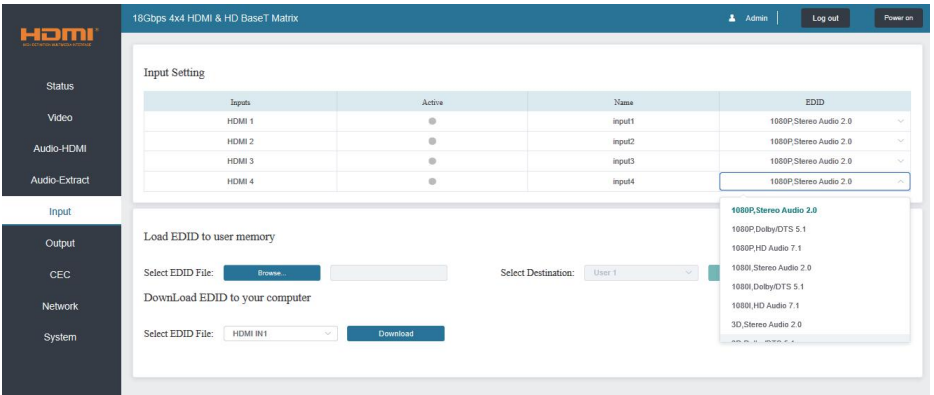 18Gbps 4x4 HDMI & HD BaseT Matrix
Admin
Log out
Power on
HDMI
Status
Video
Audio-HDMI
Audio-Extract
Input
Output
CEC
Network
System
Input Setting
Inputs Active Name EDID
HDMI 1 input1 1080P,Stereo Audio 2.0
HDMI 2 input2 1080P,Stereo Audio 2.0
HDMI 3 input3 1080P,Stereo Audio 2.0
HDMI 4 input4 1080P,Stereo Audio 2.0
1080P,Stereo Audio 2.0
1080P,Dolby/DTS 5.1
1080P,HD Audio 7.1
1080I,Stereo Audio 2.0
1080I,Dolby/DTS 5.1
1080I,HD Audio 7.1
3D,Stereo Audio 2.0
Load EDID to user memory
Select EDID File: Browse... Select Destination: User 1
DownLoad EDID to your computer
Select EDID File: HDMI IN1 Download